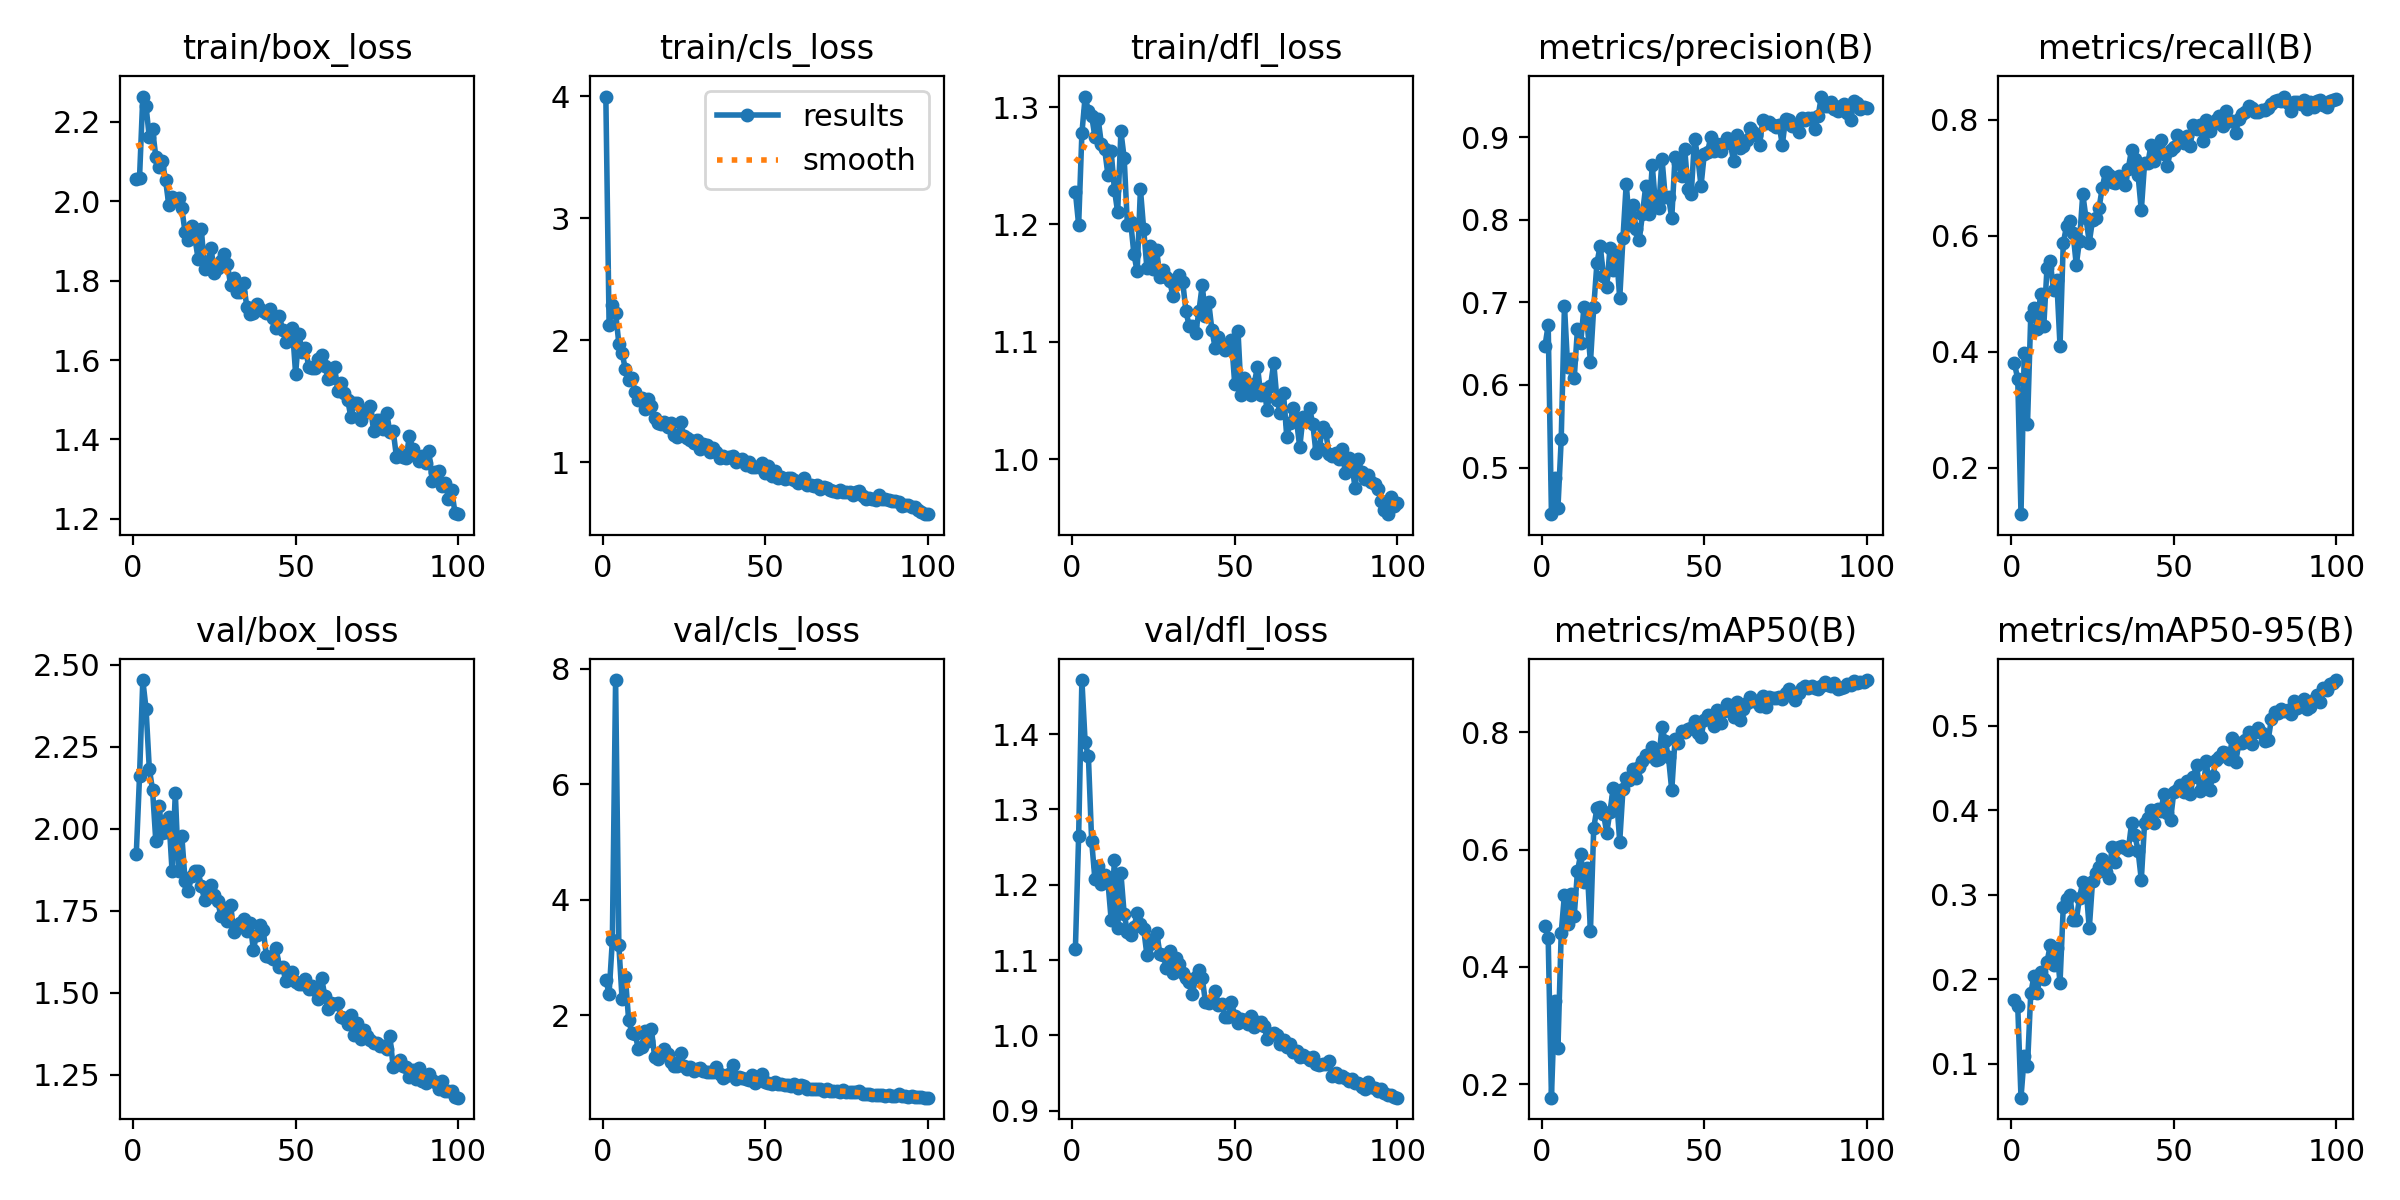 train/box_loss
2.2
2.0
1.8
1.6
1.4
1.2
0 50 100
train/cls_loss
4
3
2
1
results
smooth
0 50 100
train/dfl_loss
1.3
1.2
1.1
1.0
0 50 100
metrics/precision(B)
0.9
0.8
0.7
0.6
0.5
0 50 100
metrics/recall(B)
0.8
0.6
0.4
0.2
0 50 100
val/box_loss
2.50
2.25
2.00
1.75
1.50
1.25
0 50 100
val/cls_loss
8
6
4
2
0 50 100
val/dfl_loss
1.4
1.3
1.2
1.1
1.0
0.9
0 50 100
metrics/mAP50(B)
0.8
0.6
0.4
0.2
0 50 100
metrics/mAP50-95(B)
0.5
0.4
0.3
0.2
0.1
0 50 100